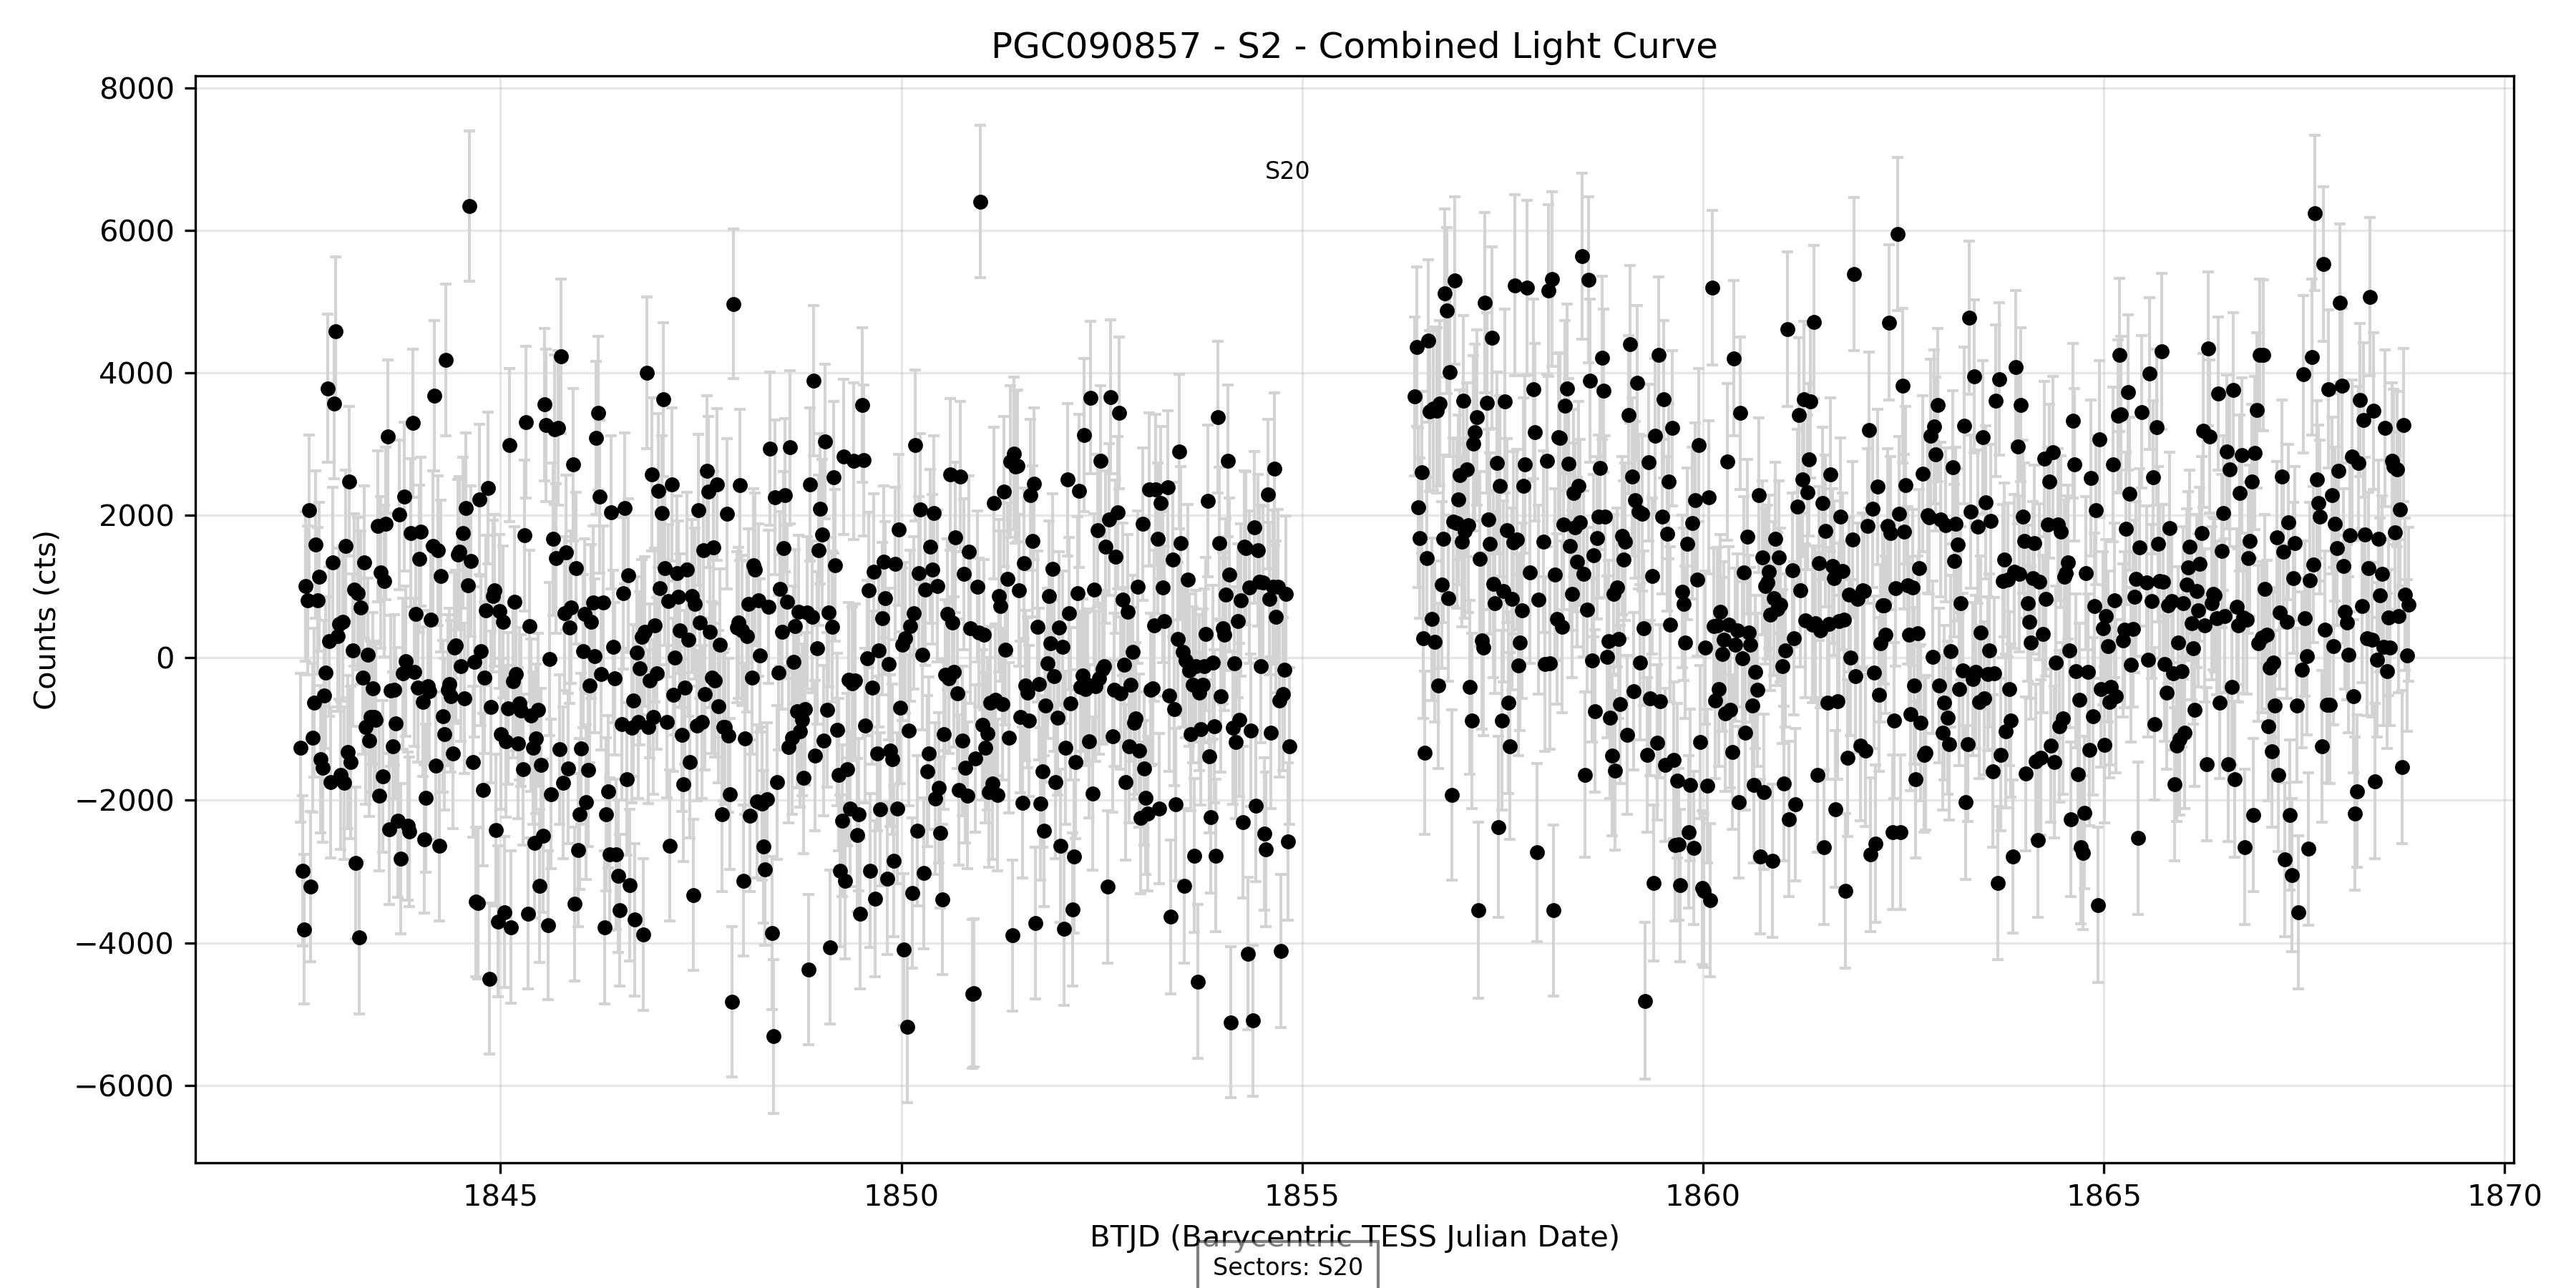 PGC090857 - S2 - Combined Light Curve
8000
6000
4000
2000
0
−2000
−4000
−6000
Counts (cts)
S20
1845
1850
1855
1860
1865
1870
BTJD (Barycentric TESS Julian Date)
Sectors: S20